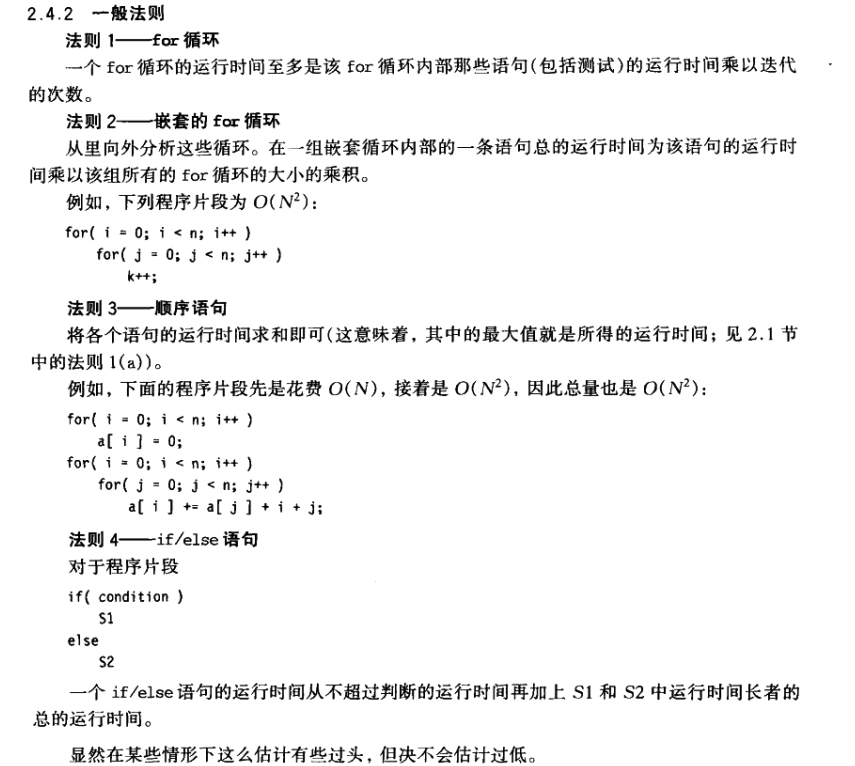 2.4.2 一般法则
法则 1——for 循环
一个 for 循环的运行时间至多是该 for 循环内部那些语句(包括测试)的运行时间乘以迭代
的次数。
法则 2——嵌套的 for 循环
从里向外分析这些循环。在一组嵌套循环内部的一条语句总的运行时间为该语句的运行时
间乘以该组所有的 for 循环的大小的乘积。
例如，下列程序片段为 O(N²)：
for( i = 0; i < n; i++ )
for( j = 0; j < n; j++ )
k++;
法则 3——顺序语句
将各个语句的运行时间求和即可(这意味着，其中的最大值就是所得的运行时间；见 2.1 节
中的法则 1(a))。
例如，下面的程序片段先是花费 O(N)，接着是 O(N²)，因此总量也是 O(N²)：
for( i = 0; i < n; i++ )
a[ i ] = 0;
for( i = 0; i < n; i++ )
for( j = 0; j < n; j++ )
a[ i ] += a[ j ] + i + j;
法则 4——if/else 语句
对于程序片段
if( condition )
S1
else
S2
一个 if/else 语句的运行时间从不超过判断的运行时间再加上 S1 和 S2 中运行时间长者的
总的运行时间。
显然在某些情形下这么估计有些过头，但决不会估计过低。